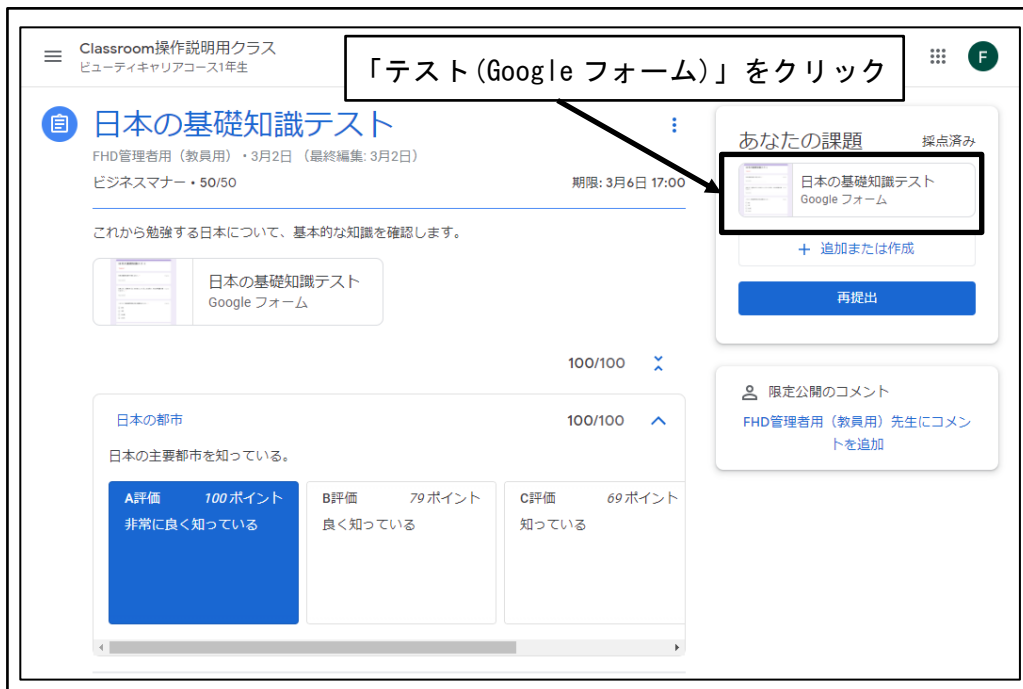 Classroom操作説明用クラス
ビューティキャリアコース1年生
「テスト(Google フォーム)」をクリック
F
日本の基礎知識テスト
FHD管理者用（教員用）・3月2日 （最終編集: 3月2日）
ビジネスマナー • 50/50
期限: 3月6日 17:00
これから勉強する日本について、基本的な知識を確認します。
日本の基礎知識テスト
Google フォーム
100/100
日本の都市
100/100
日本の主要都市を知っている。
A評価 100 ポイント
非常に良く知っている
B評価 79 ポイント
良く知っている
C評価 69 ポイント
知っている
あなたの課題
採点済み
日本の基礎知識テスト
Google フォーム
+ 追加または作成
再提出
限定公開のコメント
FHD管理者用（教員用）先生にコメン
トを追加